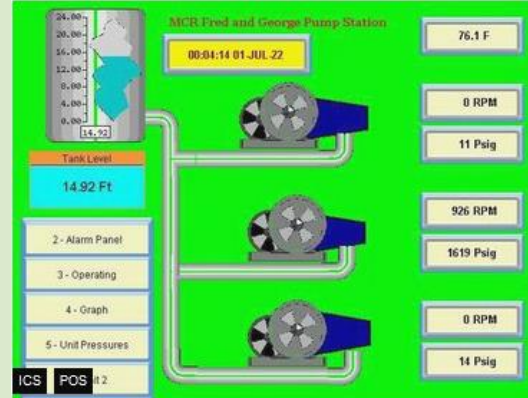 MCR Fred and George Pump Station
00:04:14 01-JUL-22
24.00
20.00
16.00
12.00
8.00
4.00
0.00
14.92
Tank Level
14.92 Ft
2 - Alarm Panel
3 - Operating
4 - Graph
5 - Unit Pressures
it 2
76.1 F
0 RPM
11 Psig
926 RPM
1619 Psig
0 RPM
14 Psig
ICS POS